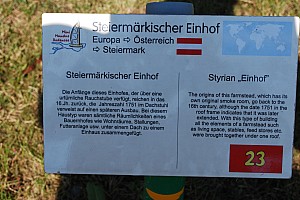 Steiermärkischer Einhof
Europa ⇨ Österreich
⇨ Steiermark
Steiermärkischer Einhof
Die Anfänge dieses Einhofes, der über eine
urtümliche Rauchstube verfügt, reichen in das
16.Jh. zurück, die Jahreszahl 1751 im Dachstuhl
verweist auf einen späteren Ausbau. Bei diesem
Haustyp waren sämtliche Räumlichkeiten eines
Bauernhofes wie Wohnräume, Stallungen,
Futteranlage usw. unter einem Dach zu einem
Einhaus zusammengefügt.
Styrian „Einhof"
The origins of this farmstead, which has its
own original smoke room, go back to the
16th century, although the date 1751 in the
roof frame indicates that it was later
extended. With this type of building
all the elements of a farmstead such
as living space, stables, feed stores etc.
were brought together under one roof.
23